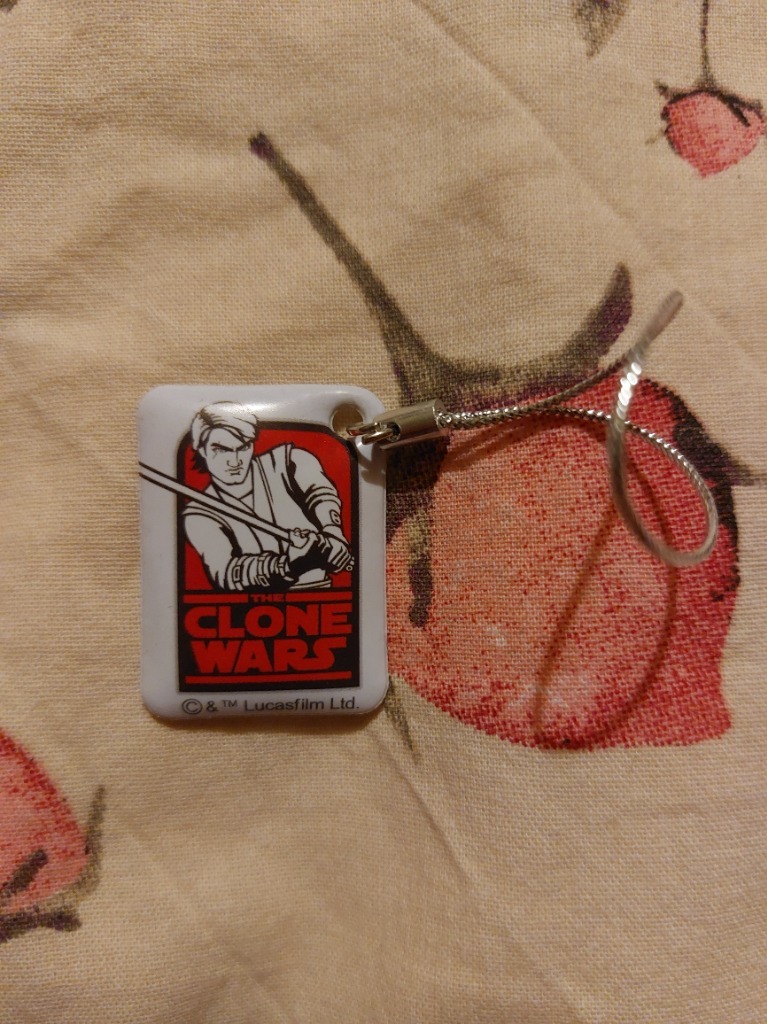 THE
CLONE
WARS
©&™ Lucasfilm Ltd.